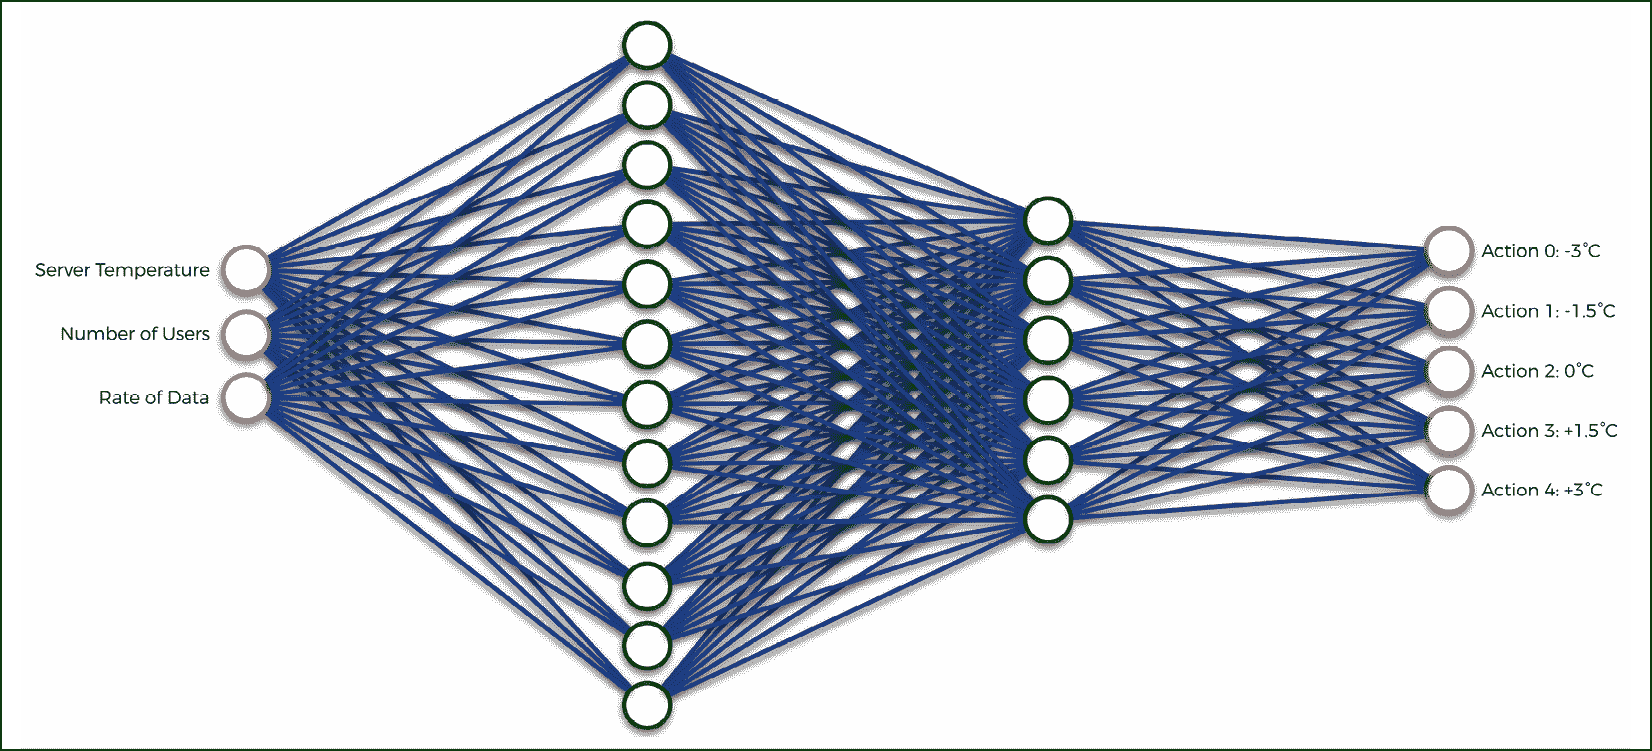 Server Temperature
Number of Users
Rate of Data
Action 0: -3°C
Action 1: -1.5°C
Action 2: 0°C
Action 3: +1.5°C
Action 4: +3°C